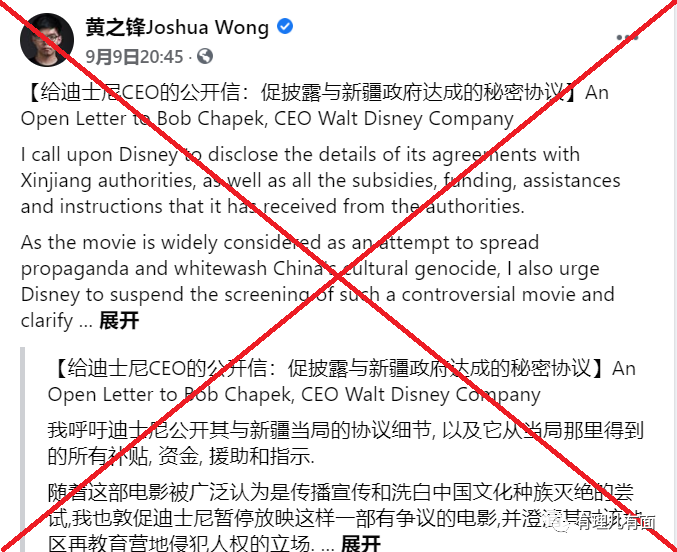 黄之锋Joshua Wong
9月9日20:45 ·
【给迪士尼CEO的公开信：促披露与新疆政府达成的秘密协议】An
Open Letter to Bob Chapek, CEO Walt Disney Company
I call upon Disney to disclose the details of its agreements with
Xinjiang authorities, as well as all the subsidies, funding, assistances
and instructions that it has received from the authorities.
As the movie is widely considered as an attempt to spread
propaganda and whitewash China's cultural genocide, I also urge
Disney to suspend the screening of such a controversial movie and
clarify ... 展开
【给迪士尼CEO的公开信：促披露与新疆政府达成的秘密协议】An
Open Letter to Bob Chapek, CEO Walt Disney Company
我呼吁迪士尼公开其与新疆当局的协议细节, 以及它从当局那里得到
的所有补贴, 资金, 援助和指示.
随着这部电影被广泛认为是传播宣传和洗白中国文化种族灭绝的尝
试,我也敦促迪士尼暂停放映这样一部有争议的电影,并澄清其
区再教育营地侵犯人权的立场. ... 展开
有理儿有面